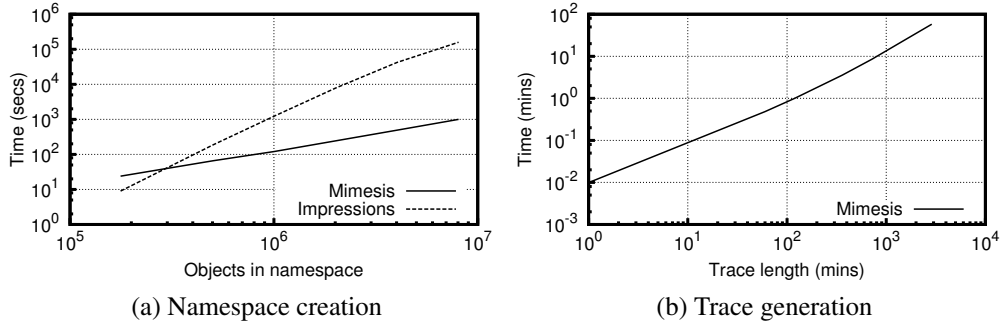 10^6
10^5
10^4
10^3
10^2
10^1
10^0
Time (secs)
Mimesis
Impressions
10^5 10^6 10^7
Objects in namespace
(a) Namespace creation
10^2
10^1
10^0
10^-1
10^-2
10^-3
Time (mins)
Mimesis
10^0 10^1 10^2 10^3 10^4
Trace length (mins)
(b) Trace generation